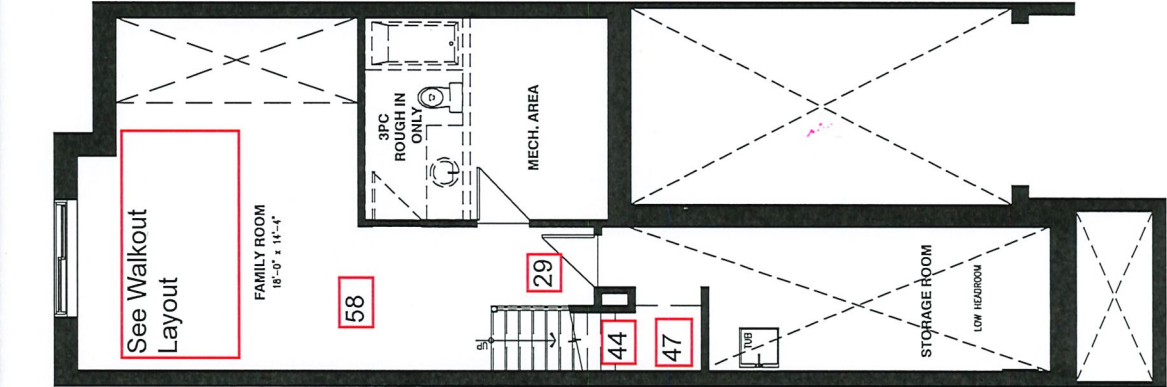 See Walkout
Layout
FAMILY ROOM
18'-0" x 14'-4"
58
3PC
ROUGH IN
ONLY
MECH. AREA
29
UP
44
47
TUB
STORAGE ROOM
LOW HEADROOM